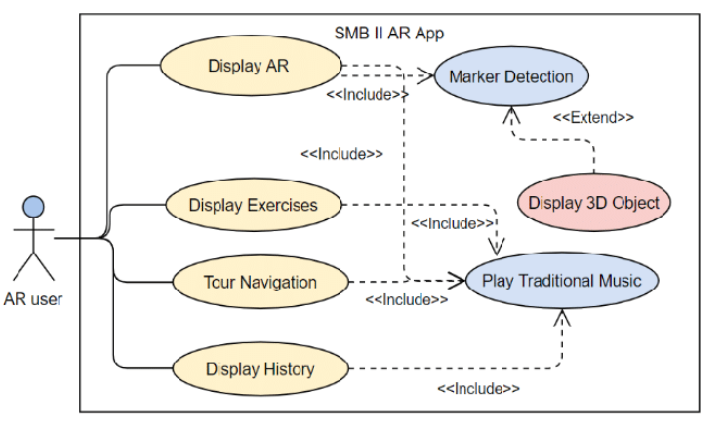 SMB II AR App
Display AR
Marker Detection
<<Include>>
<<Extend>>
<<Include>>
Display Exercises
Display 3D Object
<<Include>>
AR user
Tcur Navigation
Play Traditional Music
<<Include>>
Display History
<<Include>>